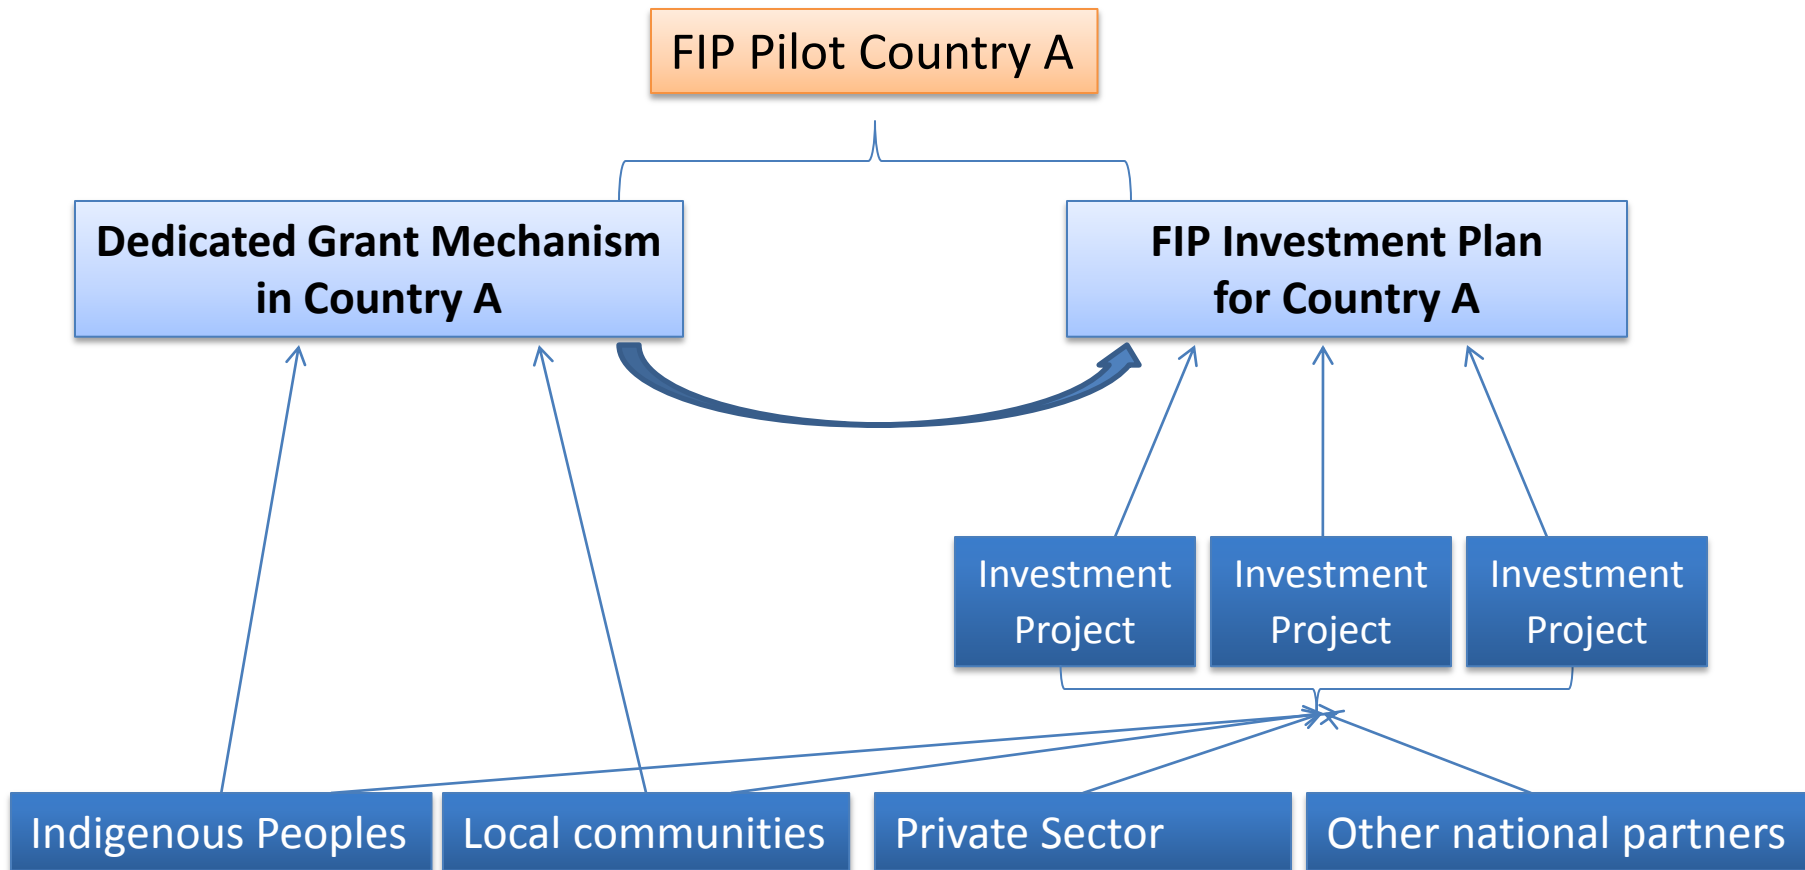 FIP Pilot Country A
Dedicated Grant Mechanism
in Country A
FIP Investment Plan
for Country A
Investment
Project
Investment
Project
Investment
Project
Indigenous Peoples
Local communities
Private Sector
Other national partners